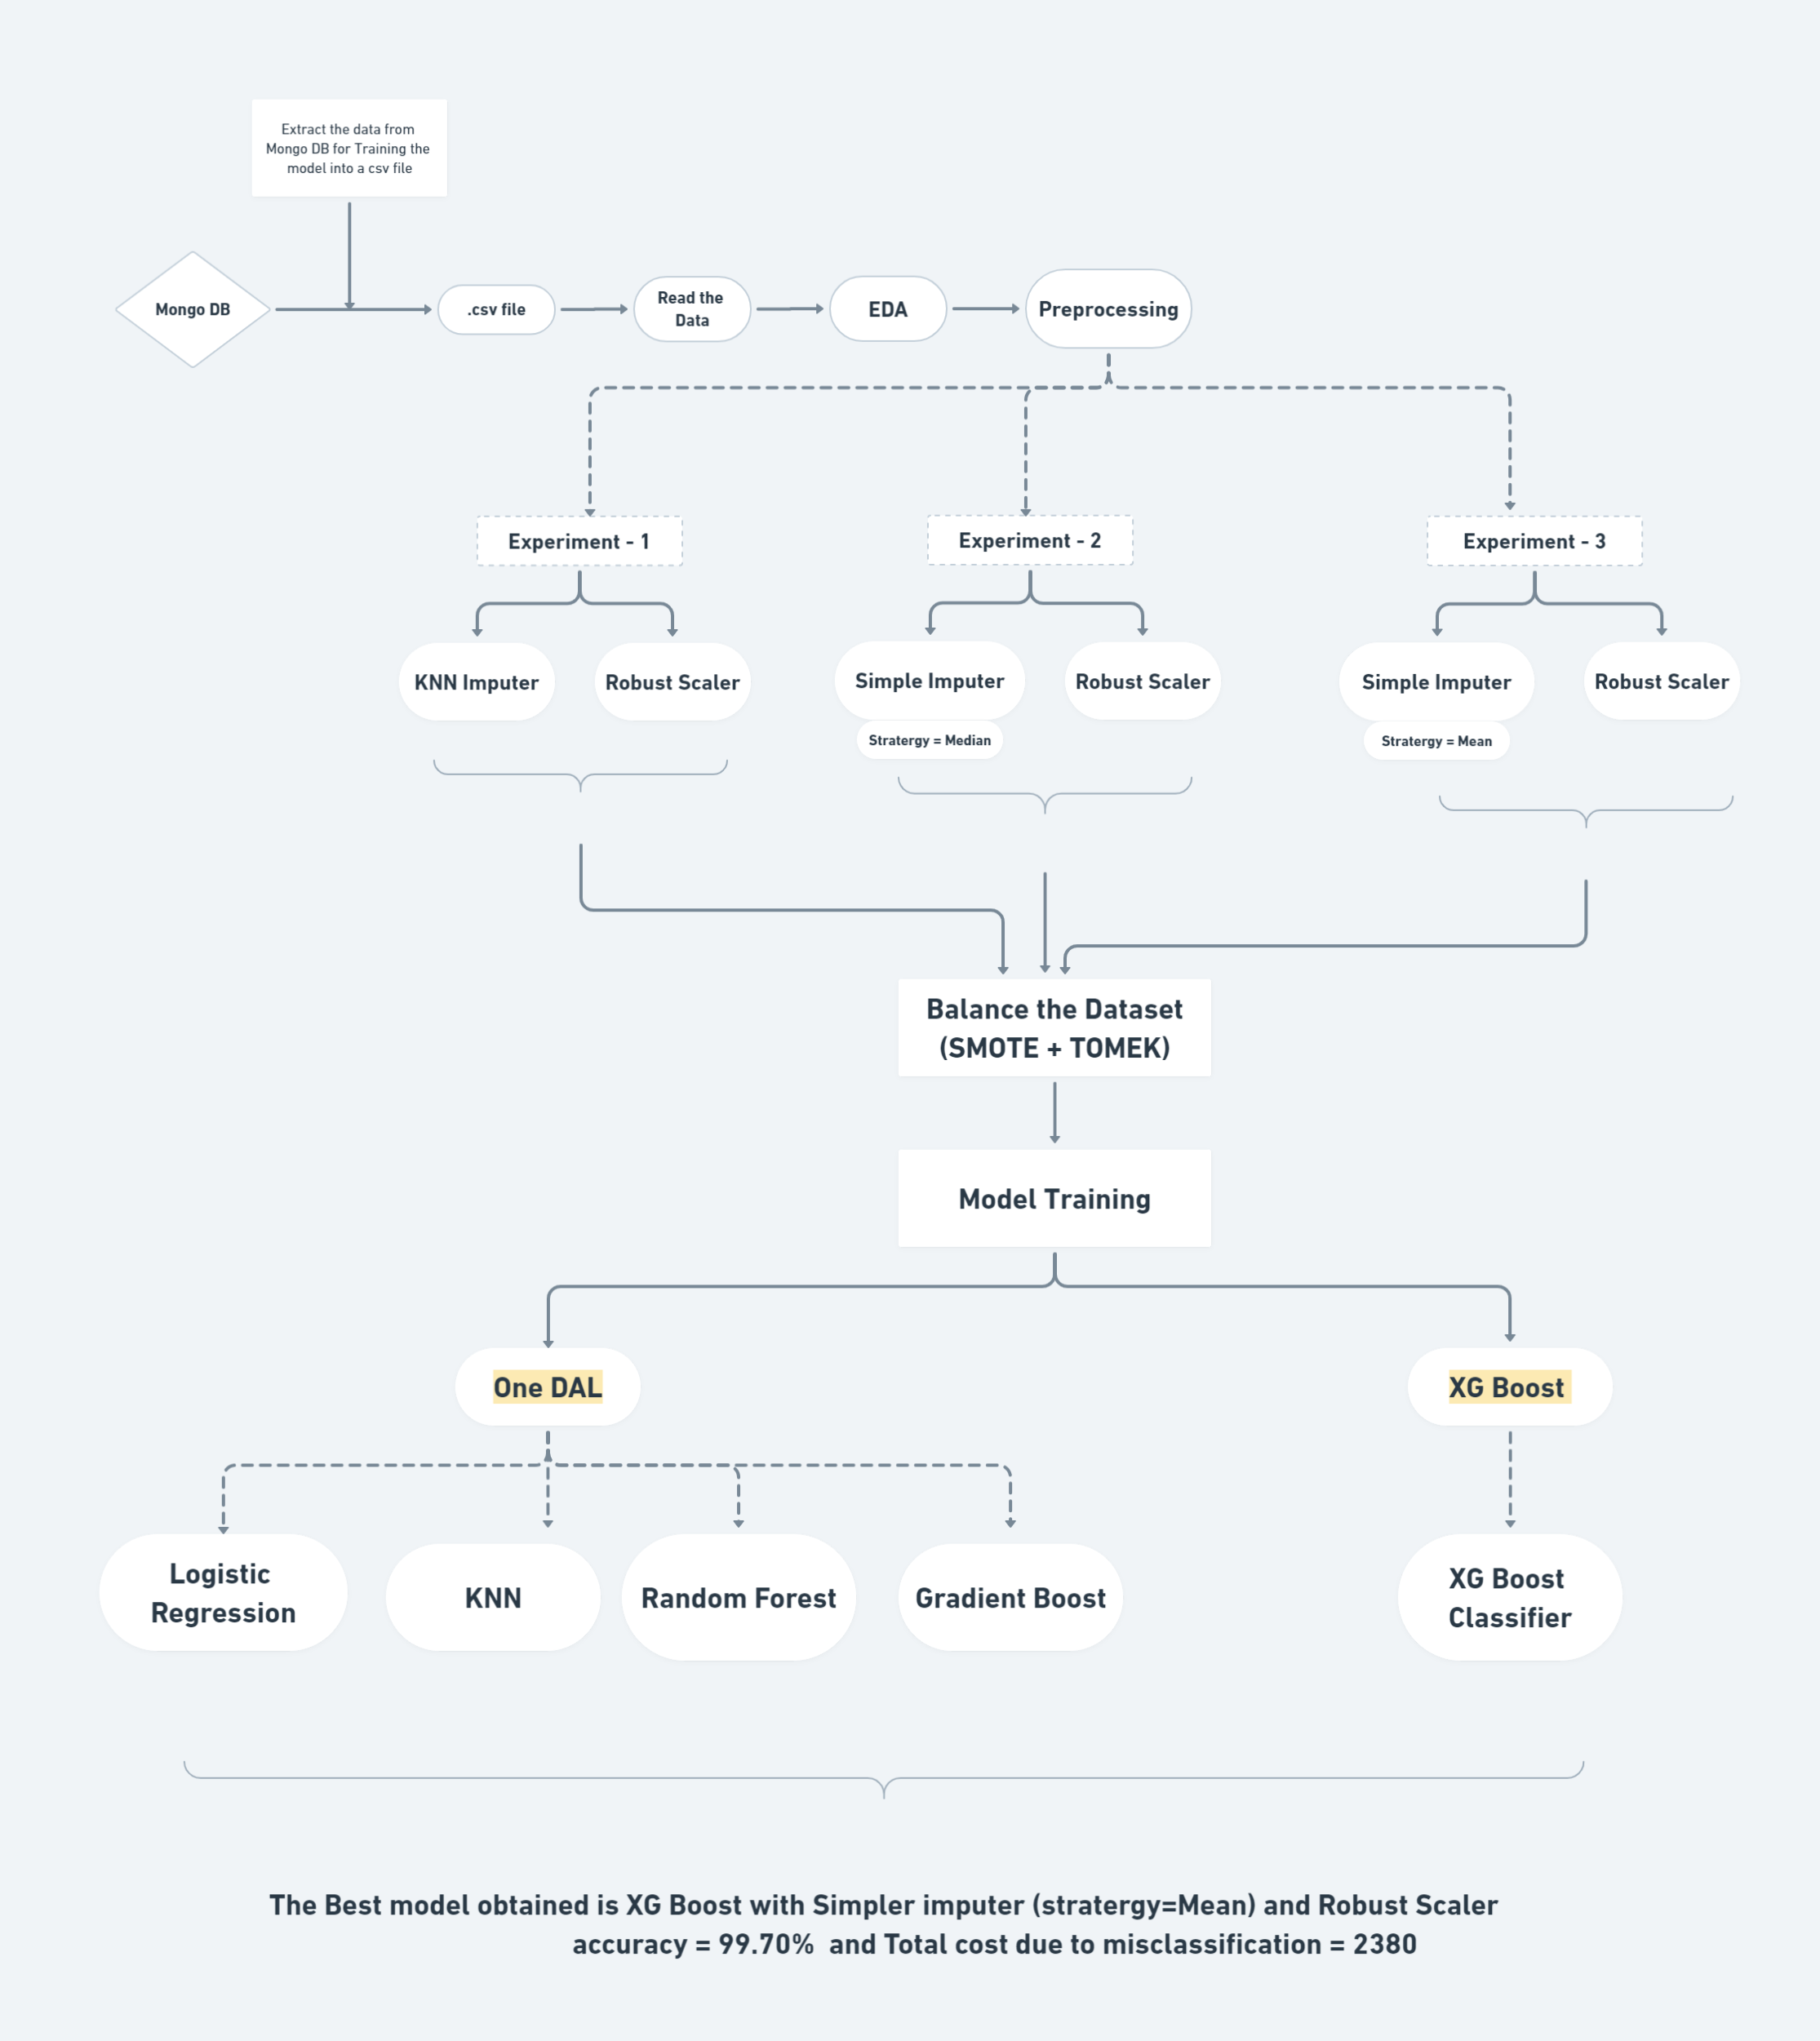 Extract the data from
Mongo DB for Training the
model into a csv file
Mongo DB
.csv file
Read the
Data
EDA
Preprocessing
Experiment - 1
Experiment - 2
Experiment - 3
KNN Imputer
Robust Scaler
Simple Imputer
Stratergy = Median
Robust Scaler
Simple Imputer
Stratergy = Mean
Robust Scaler
Balance the Dataset
(SMOTE + TOMEK)
Model Training
One DAL
XG Boost
Logistic
Regression
KNN
Random Forest
Gradient Boost
XG Boost
Classifier
The Best model obtained is XG Boost with Simpler imputer (stratergy=Mean) and Robust Scaler
accuracy = 99.70% and Total cost due to misclassification = 2380